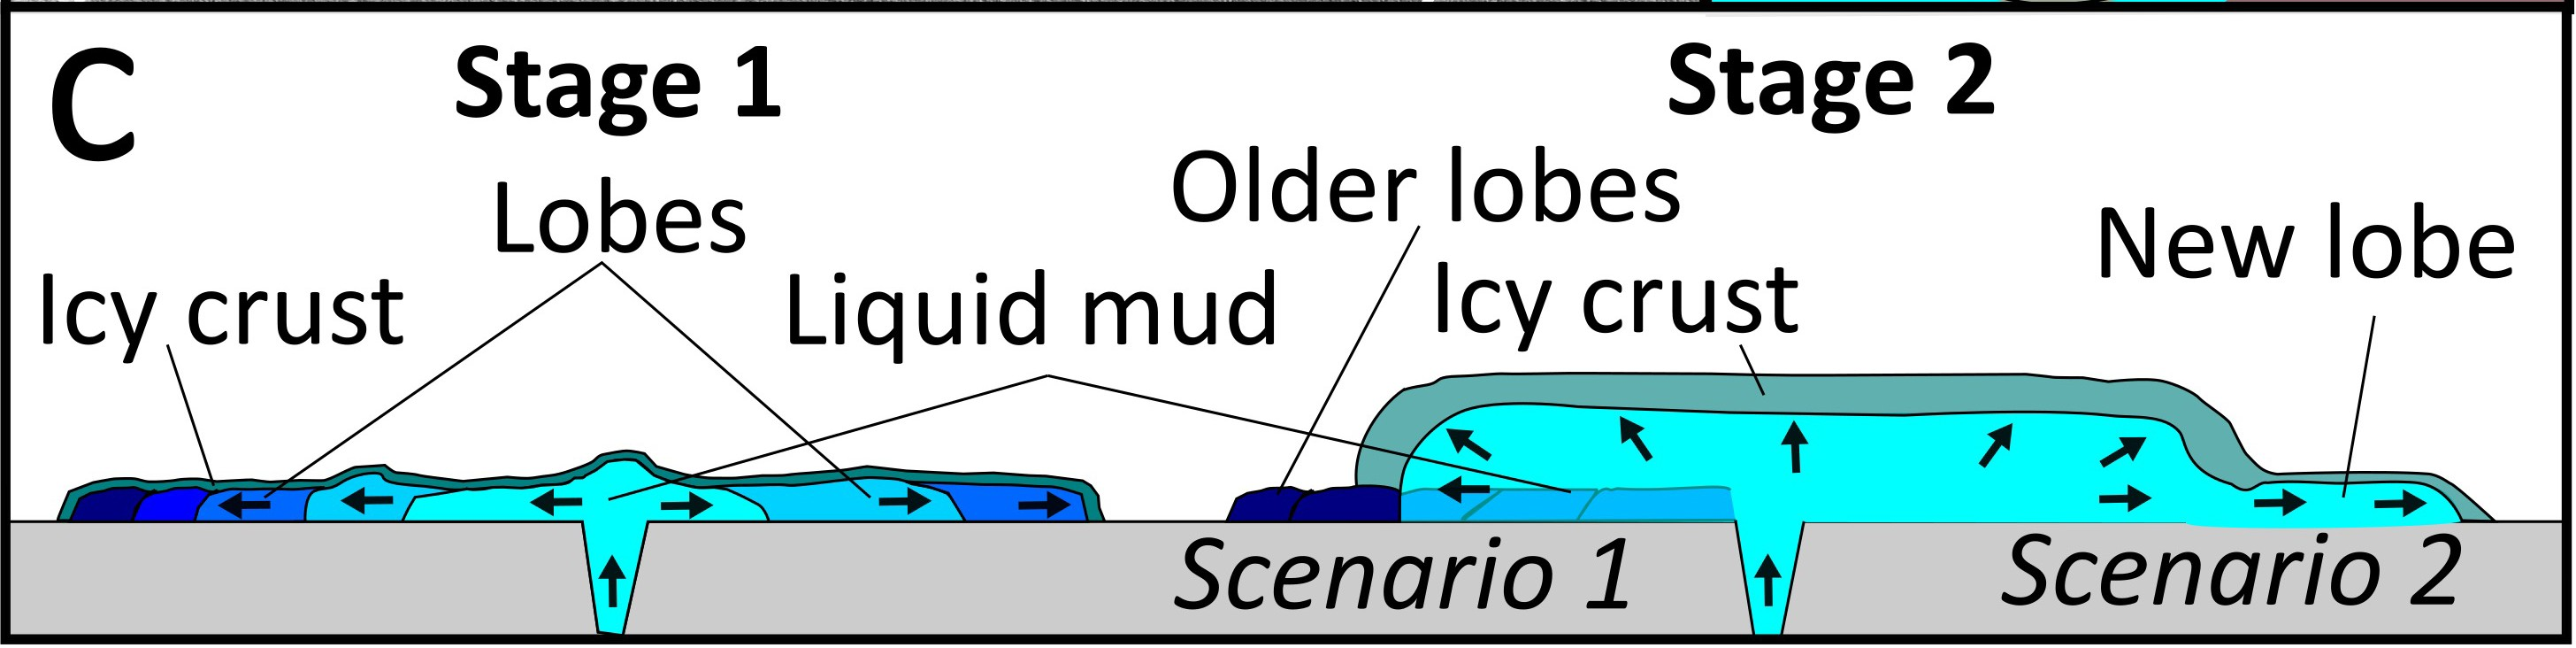 C
Stage 1
Stage 2
Lobes
Older lobes
New lobe
Icy crust
Liquid mud
Icy crust
Scenario 1
Scenario 2